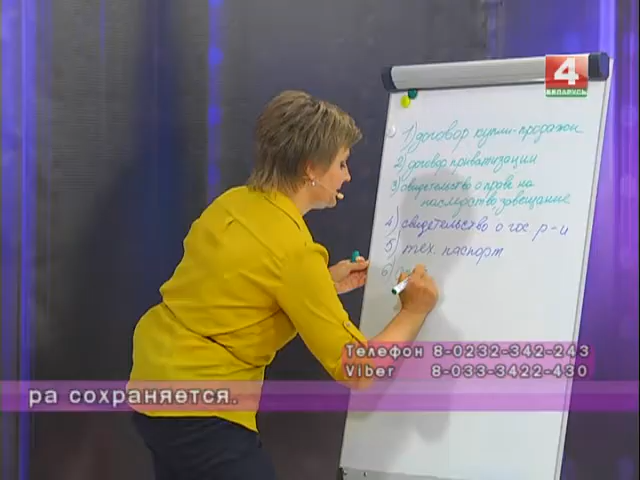 4
БЕЛАРУСЬ
1) договор купли-продажи
2) договор приватизации
3) свидетельство о праве на
наследство завещание
4) свидетельство о гос. р-и
5) тех. паспорт
6)
Телефон 8-0232-342-243
Viber 8-033-3422-430
ра сохраняется.